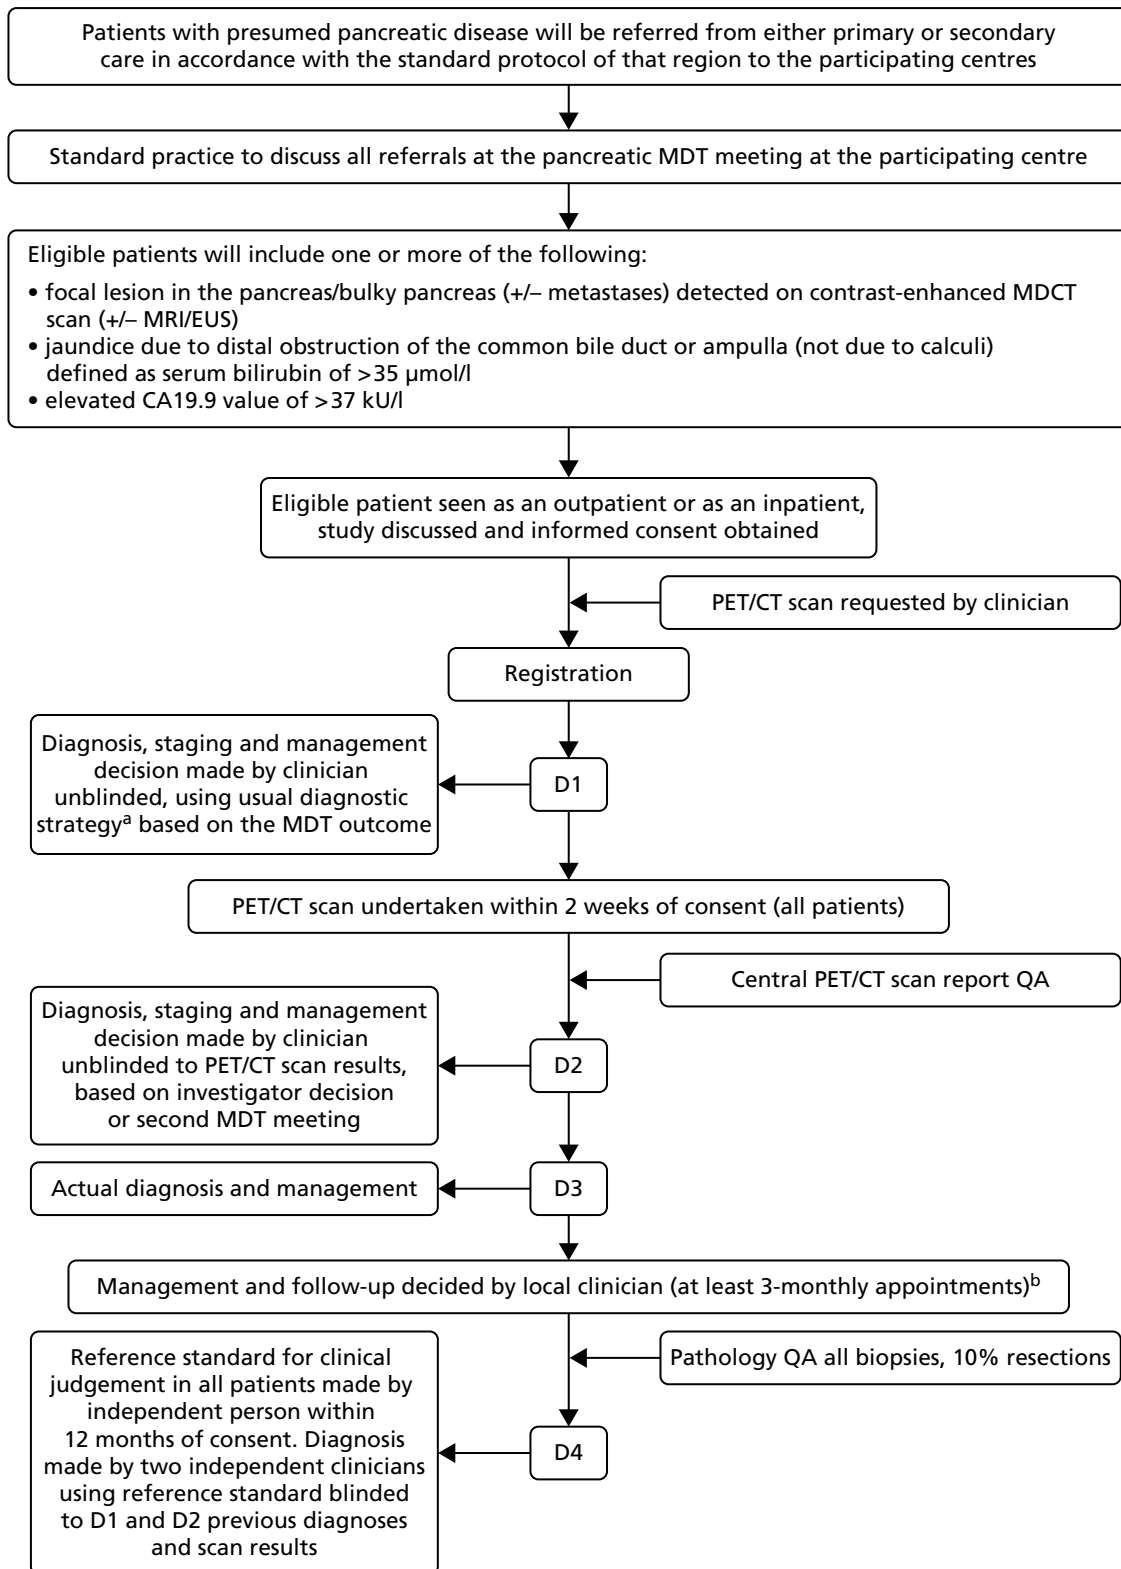 Patients with presumed pancreatic disease will be referred from either primary or secondary
care in accordance with the standard protocol of that region to the participating centres
Standard practice to discuss all referrals at the pancreatic MDT meeting at the participating centre
Eligible patients will include one or more of the following:
• focal lesion in the pancreas/bulky pancreas (+/– metastases) detected on contrast-enhanced MDCT
scan (+/– MRI/EUS)
• jaundice due to distal obstruction of the common bile duct or ampulla (not due to calculi)
defined as serum bilirubin of >35 μmol/l
• elevated CA19.9 value of >37 kU/l
Eligible patient seen as an outpatient or as an inpatient,
study discussed and informed consent obtained
PET/CT scan requested by clinician
Registration
Diagnosis, staging and management
decision made by clinician
unblinded, using usual diagnostic
strategyᵃ based on the MDT outcome
D1
PET/CT scan undertaken within 2 weeks of consent (all patients)
Central PET/CT scan report QA
Diagnosis, staging and management
decision made by clinician
unblinded to PET/CT scan results,
based on investigator decision
or second MDT meeting
D2
Actual diagnosis and management
D3
Management and follow-up decided by local clinician (at least 3-monthly appointments)ᵇ
Pathology QA all biopsies, 10% resections
Reference standard for clinical
judgement in all patients made by
independent person within
12 months of consent. Diagnosis
made by two independent clinicians
using reference standard blinded
to D1 and D2 previous diagnoses
and scan results
D4